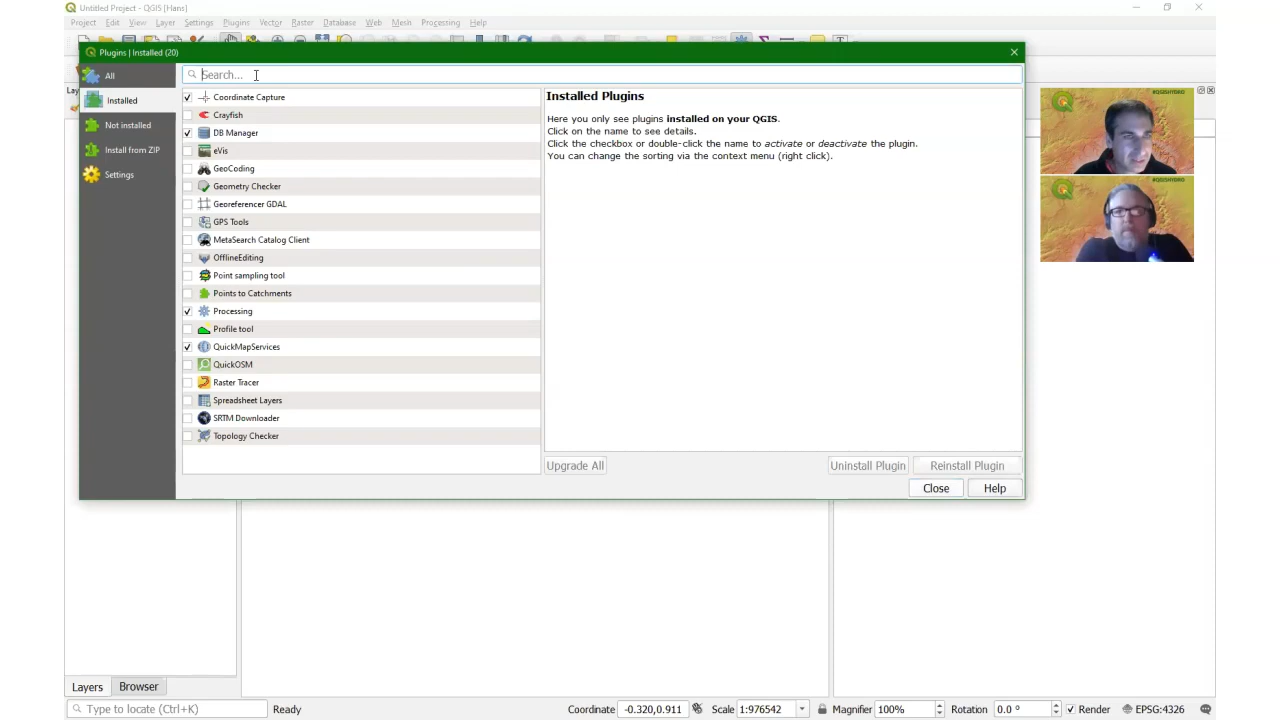 Untitled Project - QGIS [Hans]
Project Edit View Layer Settings Plugins Vector Raster Database Web Mesh Processing Help
Plugins | Installed (20)
All
Installed
Not installed
Install from ZIP
Settings
Search...
Coordinate Capture
Crayfish
DB Manager
eVis
GeoCoding
Geometry Checker
Georeferencer GDAL
GPS Tools
MetaSearch Catalog Client
OfflineEditing
Point sampling tool
Points to Catchments
Processing
Profile tool
QuickMapServices
QuickOSM
Raster Tracer
Spreadsheet Layers
SRTM Downloader
Topology Checker
Installed Plugins
Here you only see plugins installed on your QGIS.
Click on the name to see details.
Click the checkbox or double-click the name to activate or deactivate the plugin.
You can change the sorting via the context menu (right click).
Upgrade All
Uninstall Plugin
Reinstall Plugin
Close
Help
Lay
#QGISHYDRO
#QGISHYDRO
Layers
Browser
Type to locate (Ctrl+K)
Ready
Coordinate -0.320,0.911
Scale 1:976542
Magnifier 100%
Rotation 0.0 °
Render
EPSG:4326